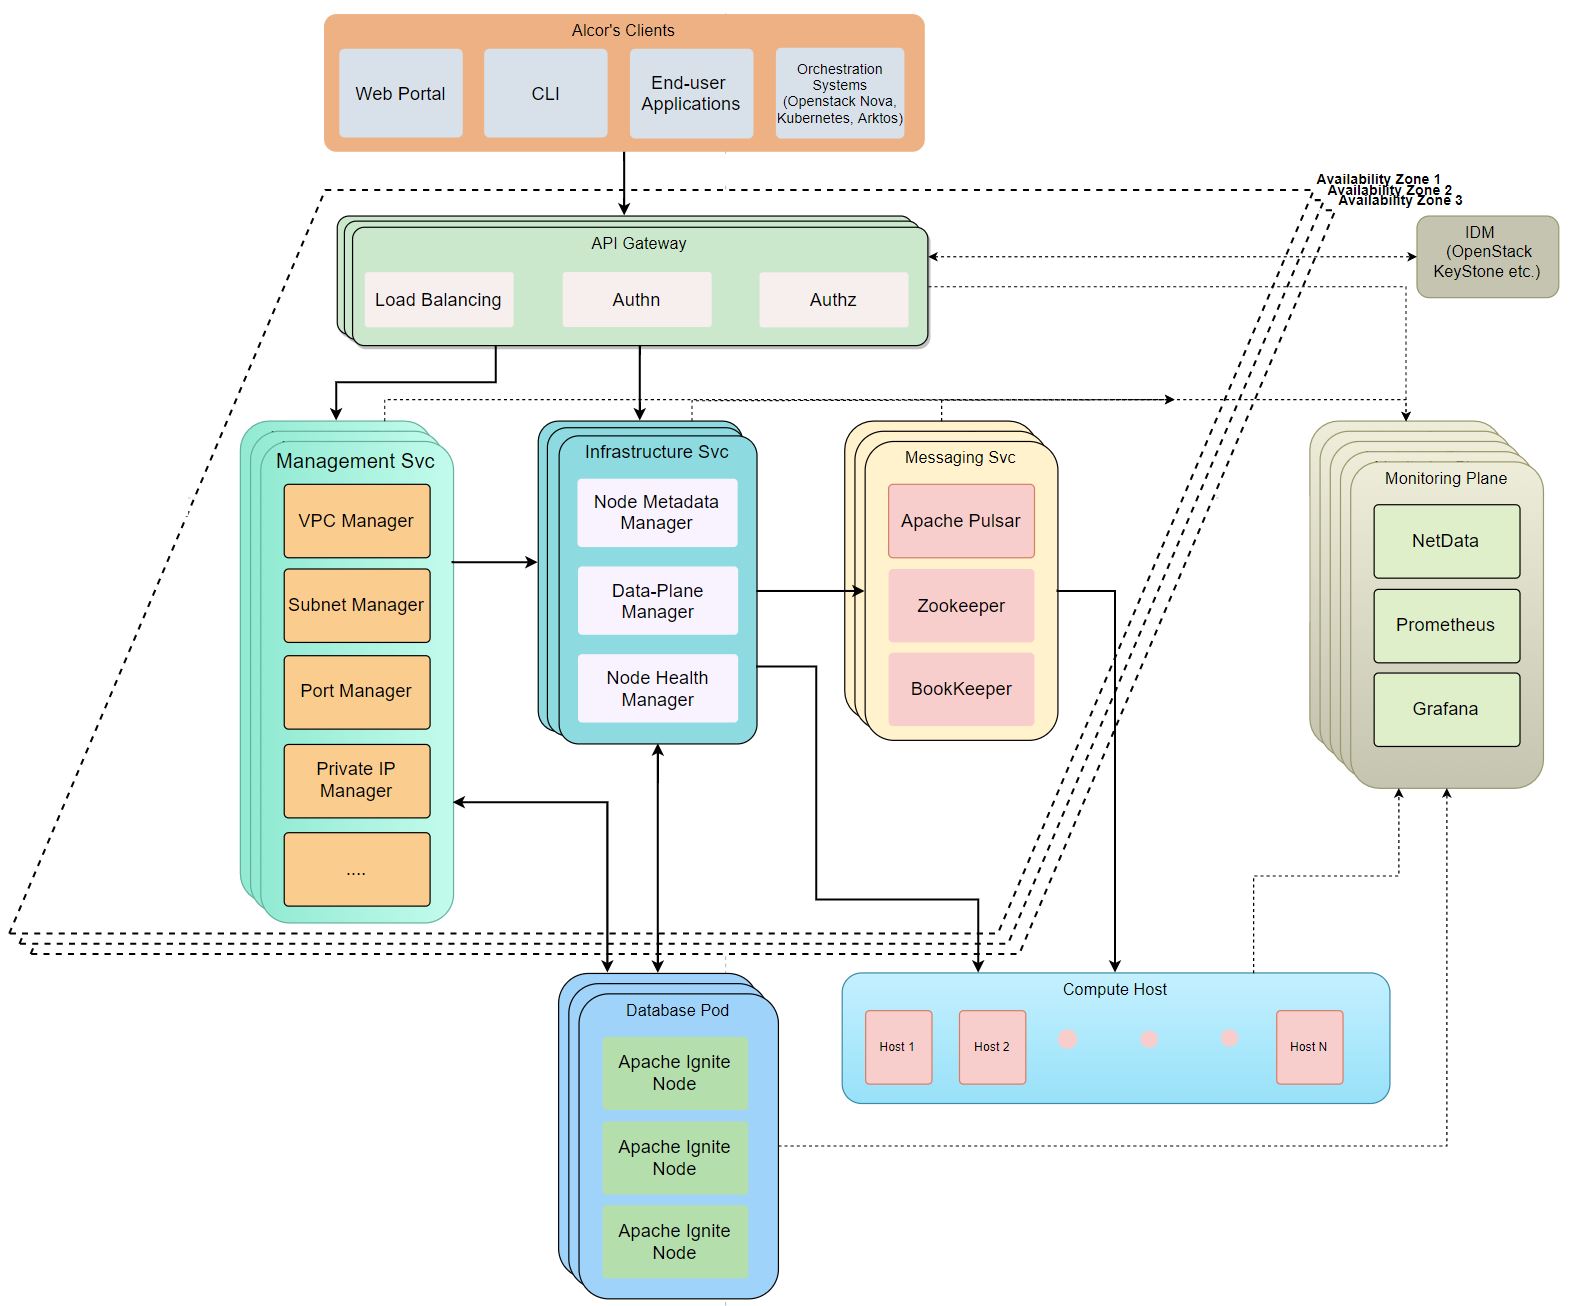 Alcor's Clients
Web Portal
CLI
End-user
Applications
Orchestration
Systems
(Openstack Nova,
Kubernetes, Arktos)
Availability Zone 1
Availability Zone 2
Availability Zone 3
API Gateway
Load Balancing
Authn
Authz
IDM
(OpenStack
KeyStone etc.)
Management Svc
VPC Manager
Subnet Manager
Port Manager
Private IP
Manager
....
Infrastructure Svc
Node Metadata
Manager
Data-Plane
Manager
Node Health
Manager
Messaging Svc
Apache Pulsar
Zookeeper
BookKeeper
Monitoring Plane
NetData
Prometheus
Grafana
Database Pod
Apache Ignite
Node
Apache Ignite
Node
Apache Ignite
Node
Compute Host
Host 1
Host 2
Host N